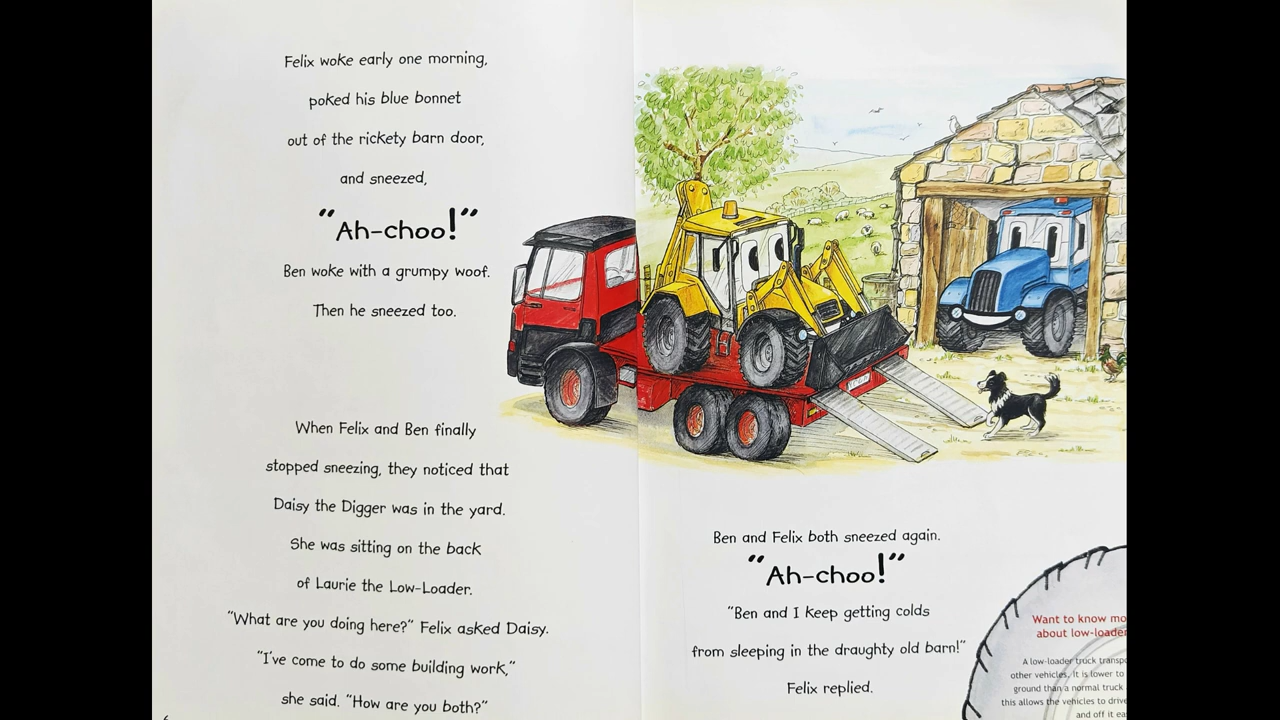 Felix woke early one morning,
poked his blue bonnet
out of the rickety barn door,
and sneezed,
“Ah-choo!”
Ben woke with a grumpy woof.
Then he sneezed too.
When Felix and Ben finally
stopped sneezing, they noticed that
Daisy the Digger was in the yard.
She was sitting on the back
of Laurie the Low-Loader.
“What are you doing here?” Felix asked Daisy.
“I’ve come to do some building work,”
she said. “How are you both?”
Ben and Felix both sneezed again.
“Ah-choo!”
“Ben and I keep getting colds
from sleeping in the draughty old barn!”
Felix replied.
Want to know mo
about low-loader
A low-loader truck transpo
other vehicles. It is lower to
ground than a normal truck
this allows the vehicles to drive
and off it ea